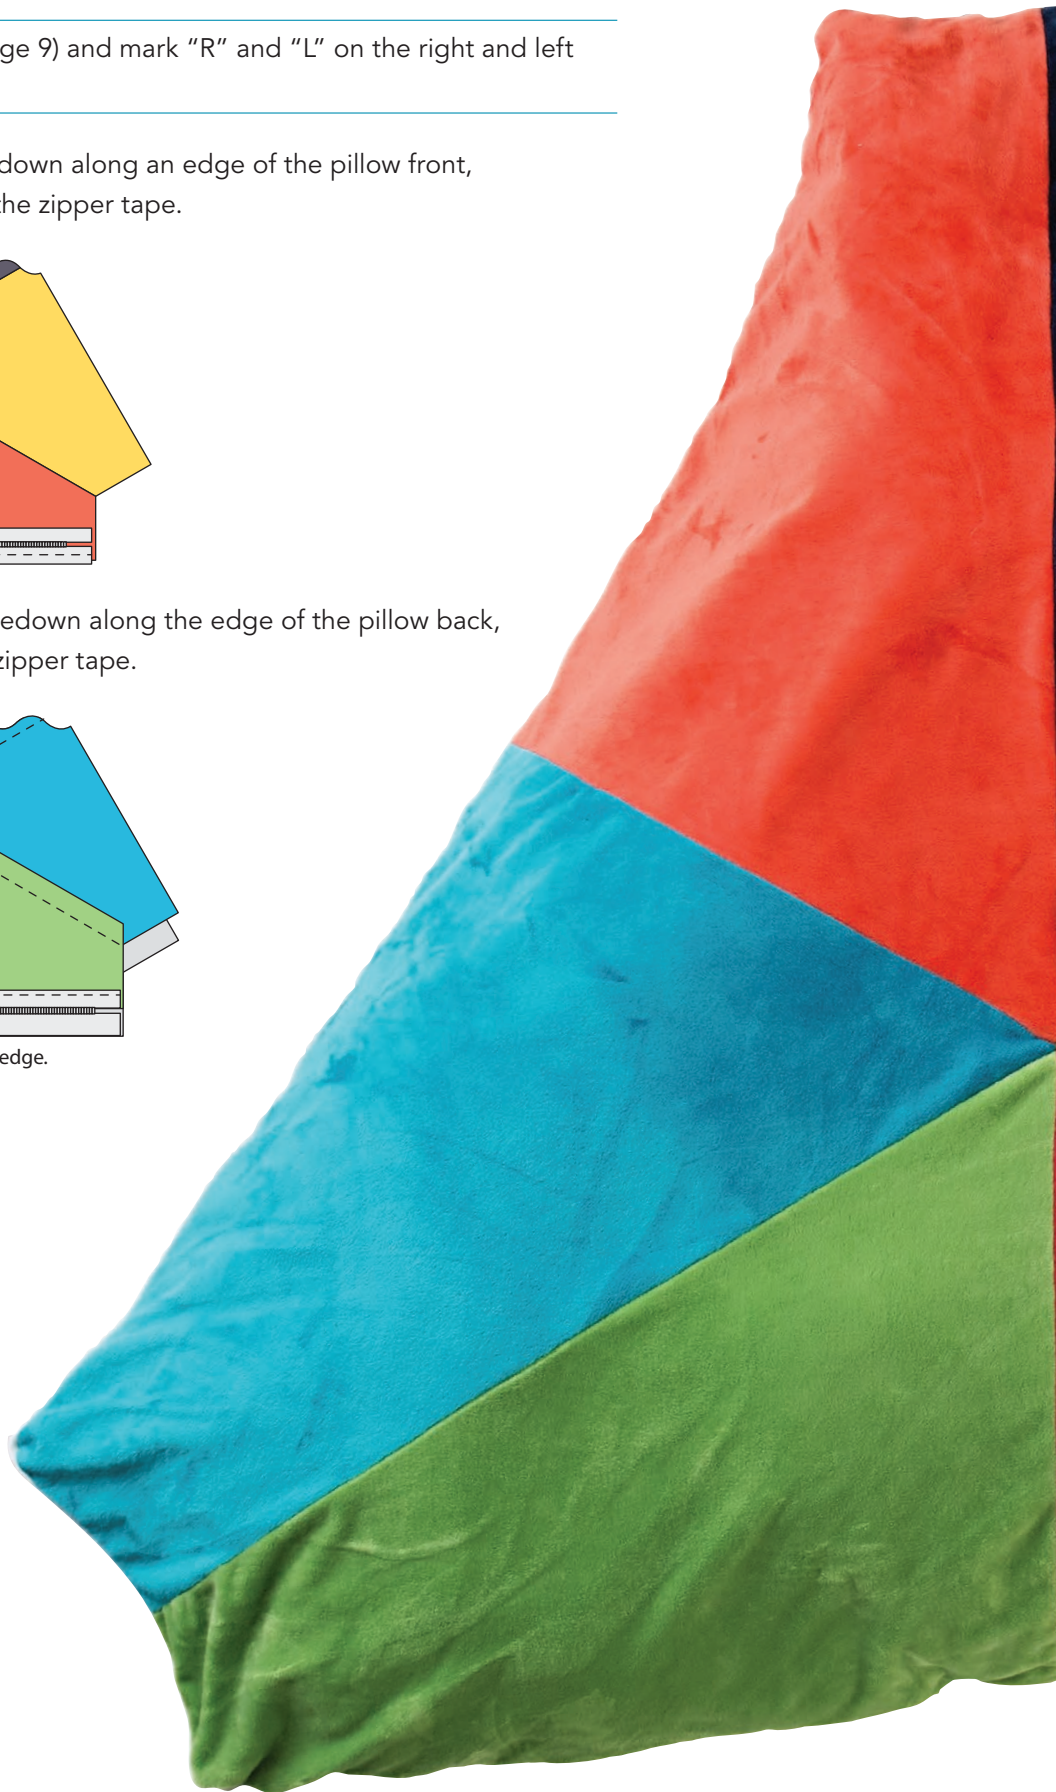 ge 9) and mark “R” and “L” on the right and left
down along an edge of the pillow front,
the zipper tape.
edown along the edge of the pillow back,
zipper tape.
edge.